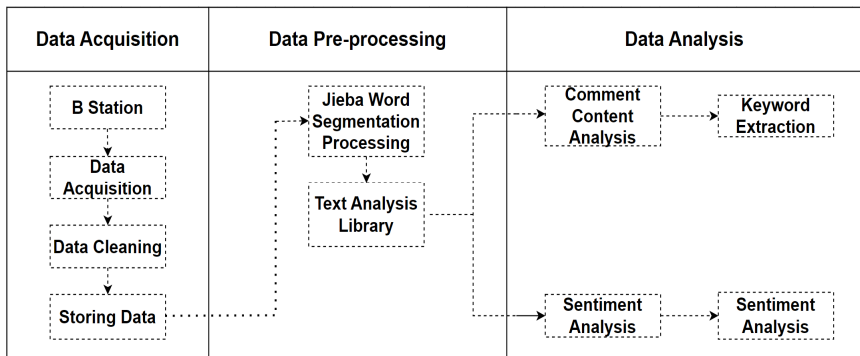 Data Acquisition
Data Pre-processing
Data Analysis
B Station
Data
Acquisition
Data Cleaning
Storing Data
Jieba Word
Segmentation
Processing
Text Analysis
Library
Comment
Content
Analysis
Keyword
Extraction
Sentiment
Analysis
Sentiment
Analysis